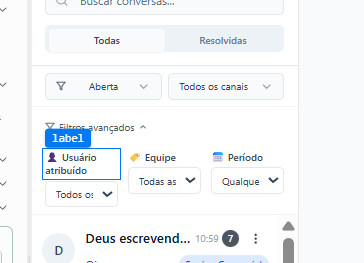 Buscar conversas...
Todas
Resolvidas
Aberta
Todos os canais
Filtros avançados
label
Usuário atribuído
Equipe
Período
Todos os
Todas as
Qualque
Deus escrevend...
10:59
7
D